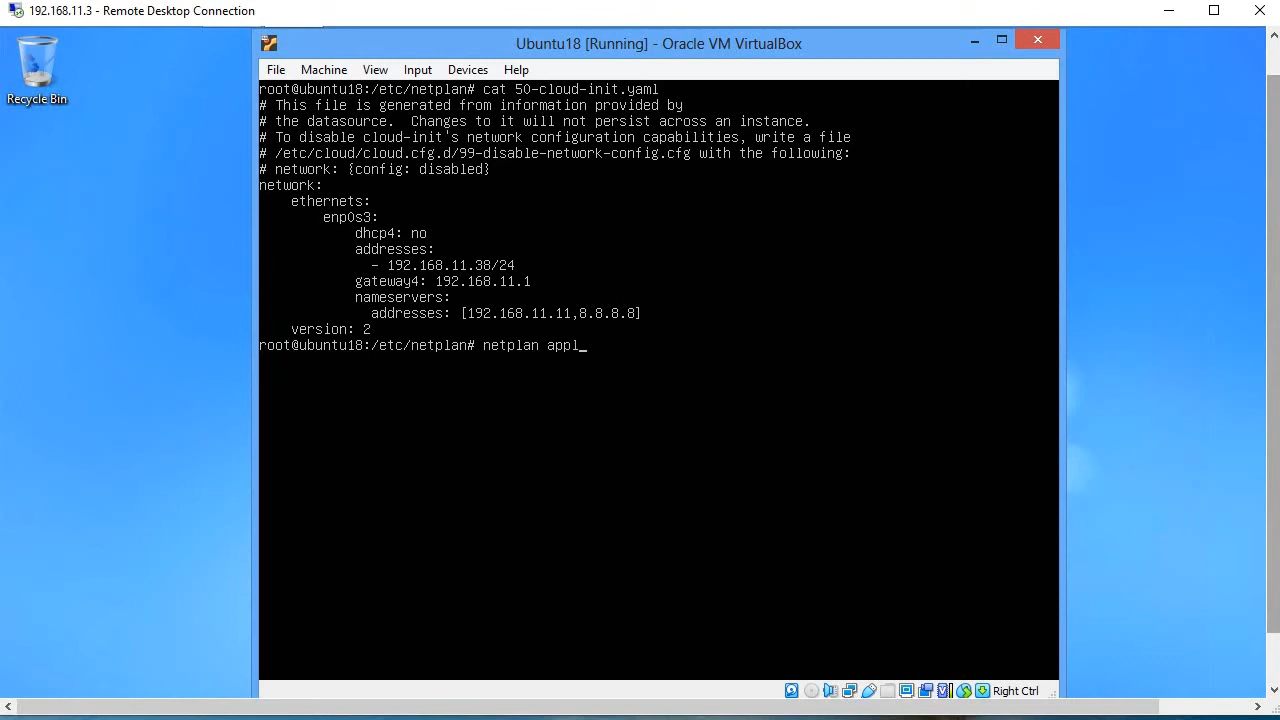 192.168.11.3 - Remote Desktop Connection
Recycle Bin
Ubuntu18 [Running] - Oracle VM VirtualBox
File Machine View Input Devices Help
root@ubuntu18:/etc/netplan# cat 50-cloud-init.yaml
# This file is generated from information provided by
# the datasource.  Changes to it will not persist across an instance.
# To disable cloud-init's network configuration capabilities, write a file
# /etc/cloud/cloud.cfg.d/99-disable-network-config.cfg with the following:
# network: {config: disabled}
network:
    ethernets:
        enp0s3:
            dhcp4: no
            addresses:
              - 192.168.11.38/24
            gateway4: 192.168.11.1
            nameservers:
              addresses: [192.168.11.11,8.8.8.8]
    version: 2
root@ubuntu18:/etc/netplan# netplan appl_
Right Ctrl